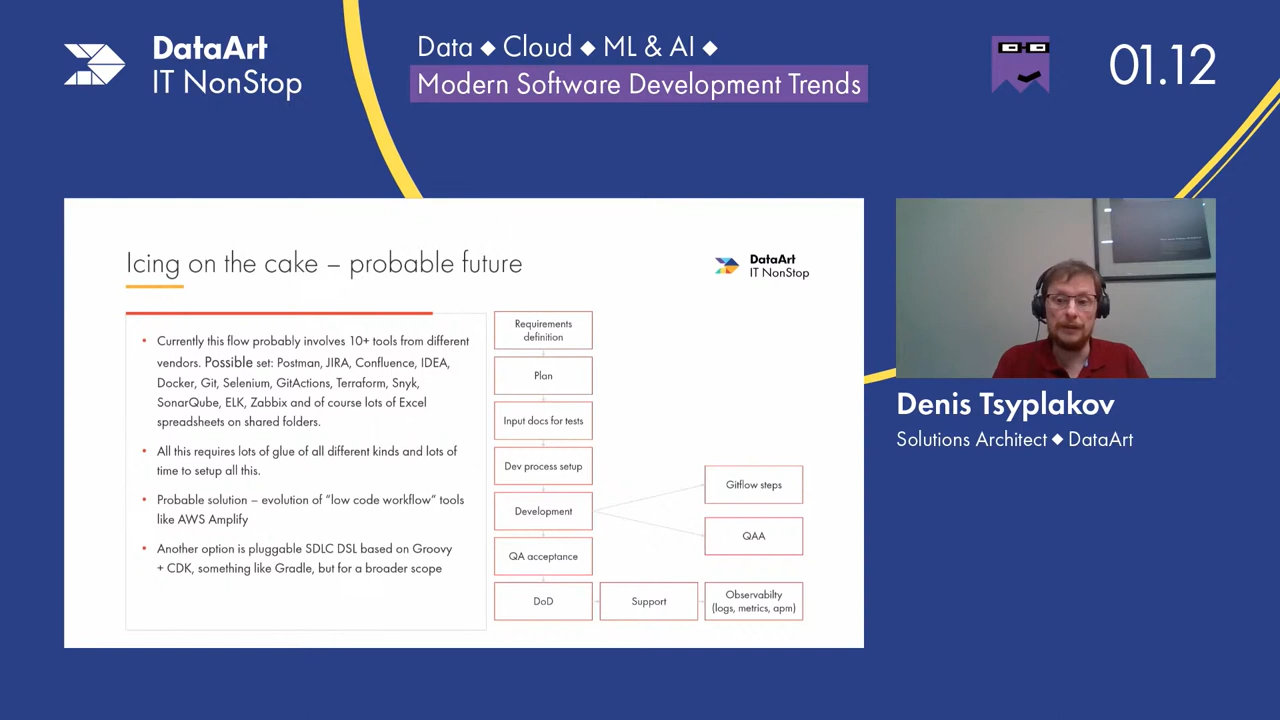 DataArt
IT NonStop
Data ◆ Cloud ◆ ML & AI ◆
Modern Software Development Trends
01.12
Icing on the cake – probable future
DataArt
IT NonStop
• Currently this flow probably involves 10+ tools from different
vendors. Possible set: Postman, JIRA, Confluence, IDEA,
Docker, Git, Selenium, GitActions, Terraform, Snyk,
SonarQube, ELK, Zabbix and of course lots of Excel
spreadsheets on shared folders.
• All this requires lots of glue of all different kinds and lots of
time to setup all this.
• Probable solution – evolution of “low code workflow” tools
like AWS Amplify
• Another option is pluggable SDLC DSL based on Groovy
+ CDK, something like Gradle, but for a broader scope
Requirements
definition
Plan
Input docs for tests
Dev process setup
Development
Gitflow steps
QAA
QA acceptance
DoD
Support
Observabilty
(logs, metrics, apm)
Denis Tsyplakov
Solutions Architect ◆ DataArt